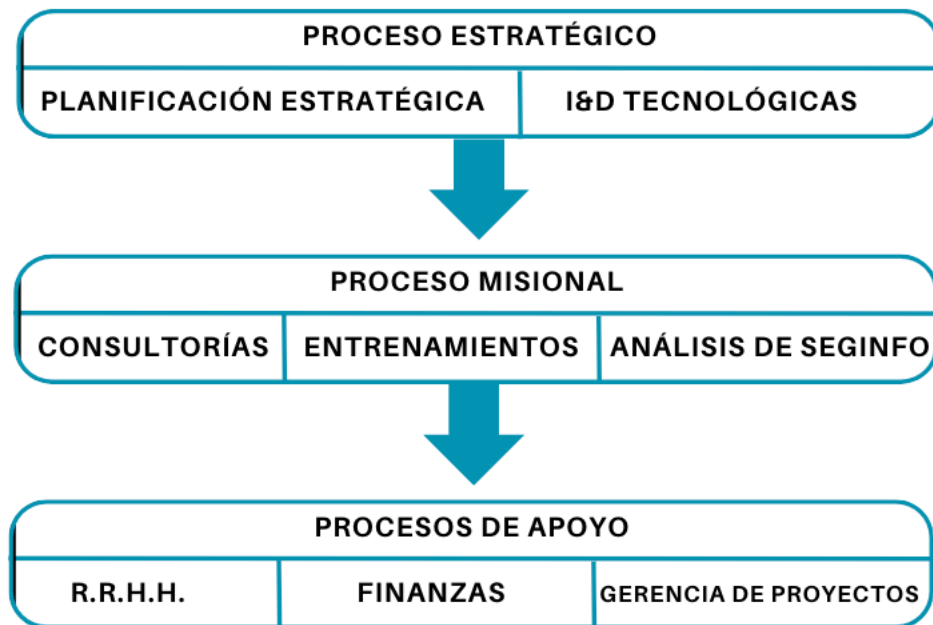 PROCESO ESTRATÉGICO
PLANIFICACIÓN ESTRATÉGICA I&D TECNOLÓGICAS
PROCESO MISIONAL
CONSULTORÍAS ENTRENAMIENTOS ANÁLISIS DE SEGINFO
PROCESOS DE APOYO
R.R.H.H. FINANZAS GERENCIA DE PROYECTOS